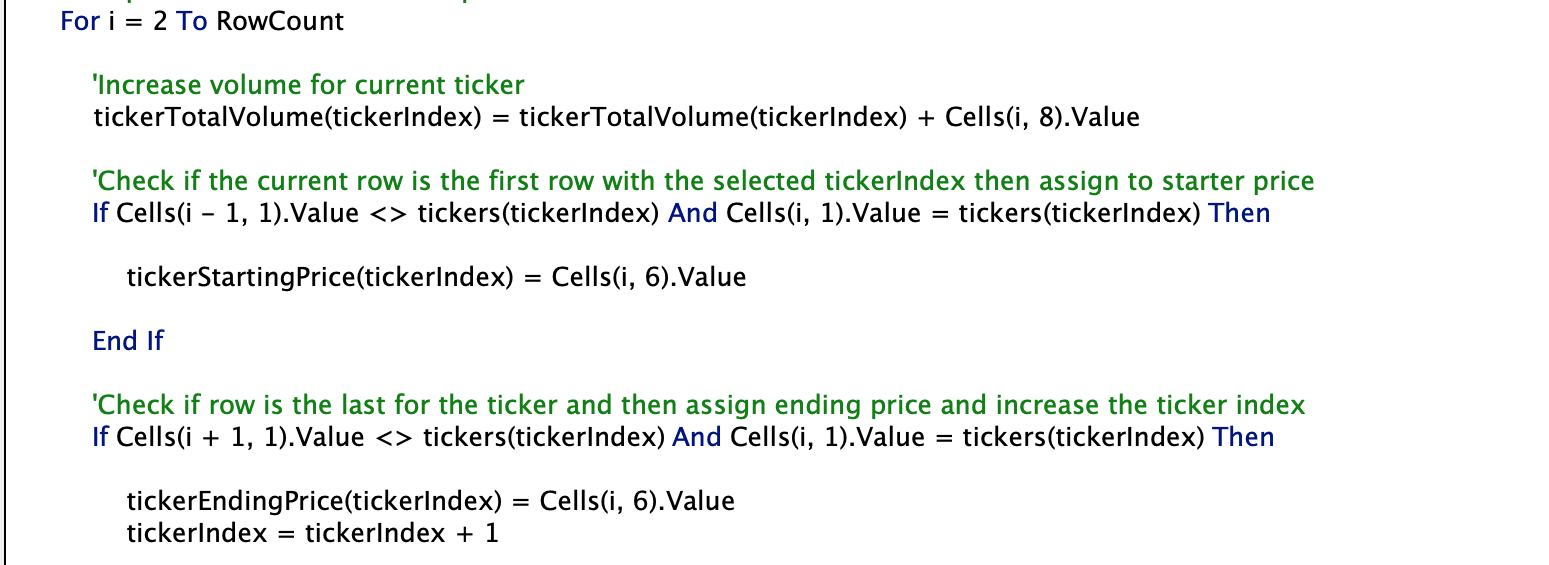 For i = 2 To RowCount
'Increase volume for current ticker
tickerTotalVolume(tickerIndex) = tickerTotalVolume(tickerIndex) + Cells(i, 8).Value
'Check if the current row is the first row with the selected tickerIndex then assign to starter price
If Cells(i - 1, 1).Value <> tickers(tickerIndex) And Cells(i, 1).Value = tickers(tickerIndex) Then
tickerStartingPrice(tickerIndex) = Cells(i, 6).Value
End If
'Check if row is the last for the ticker and then assign ending price and increase the ticker index
If Cells(i + 1, 1).Value <> tickers(tickerIndex) And Cells(i, 1).Value = tickers(tickerIndex) Then
tickerEndingPrice(tickerIndex) = Cells(i, 6).Value
tickerIndex = tickerIndex + 1